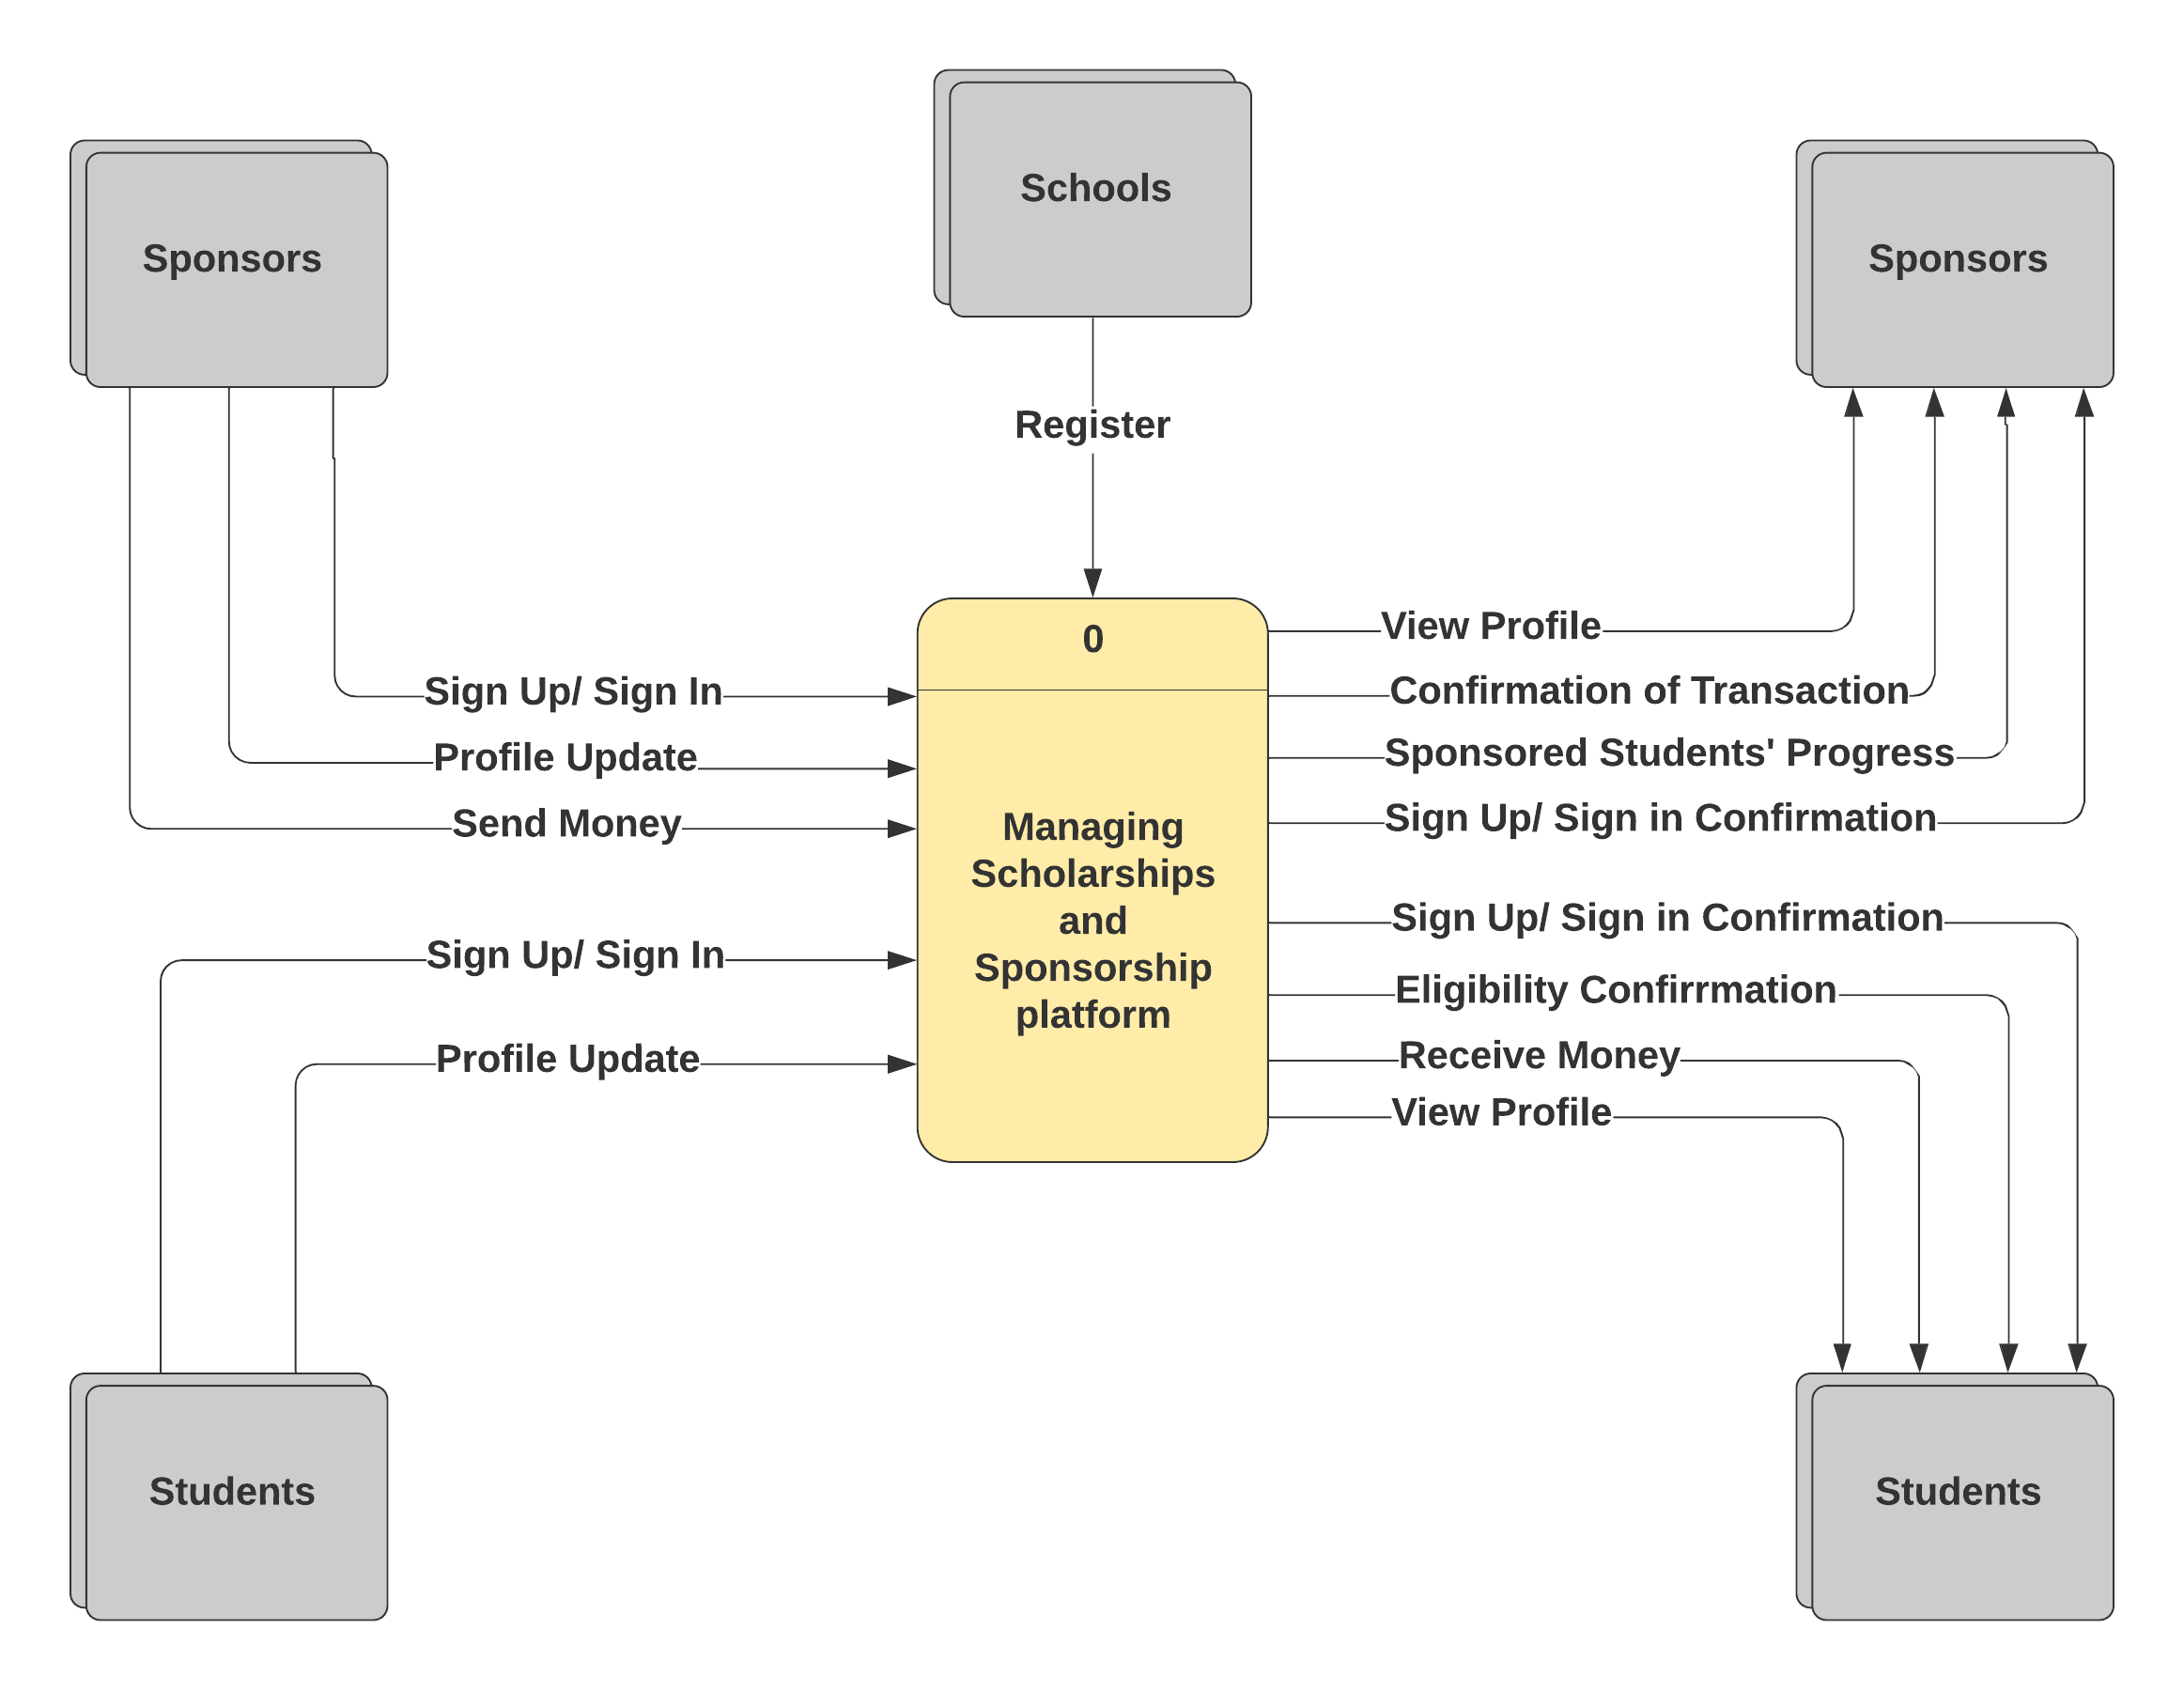 Schools
Sponsors
Sponsors
Register
0
View Profile
Sign Up/ Sign In
Confirmation of Transaction
Profile Update
Sponsored Students' Progress
Send Money
Sign Up/ Sign in Confirmation
Managing
Scholarships
and
Sponsorship
platform
Sign Up/ Sign in Confirmation
Sign Up/ Sign In
Eligibility Confirrmation
Profile Update
Receive Money
View Profile
Students
Students